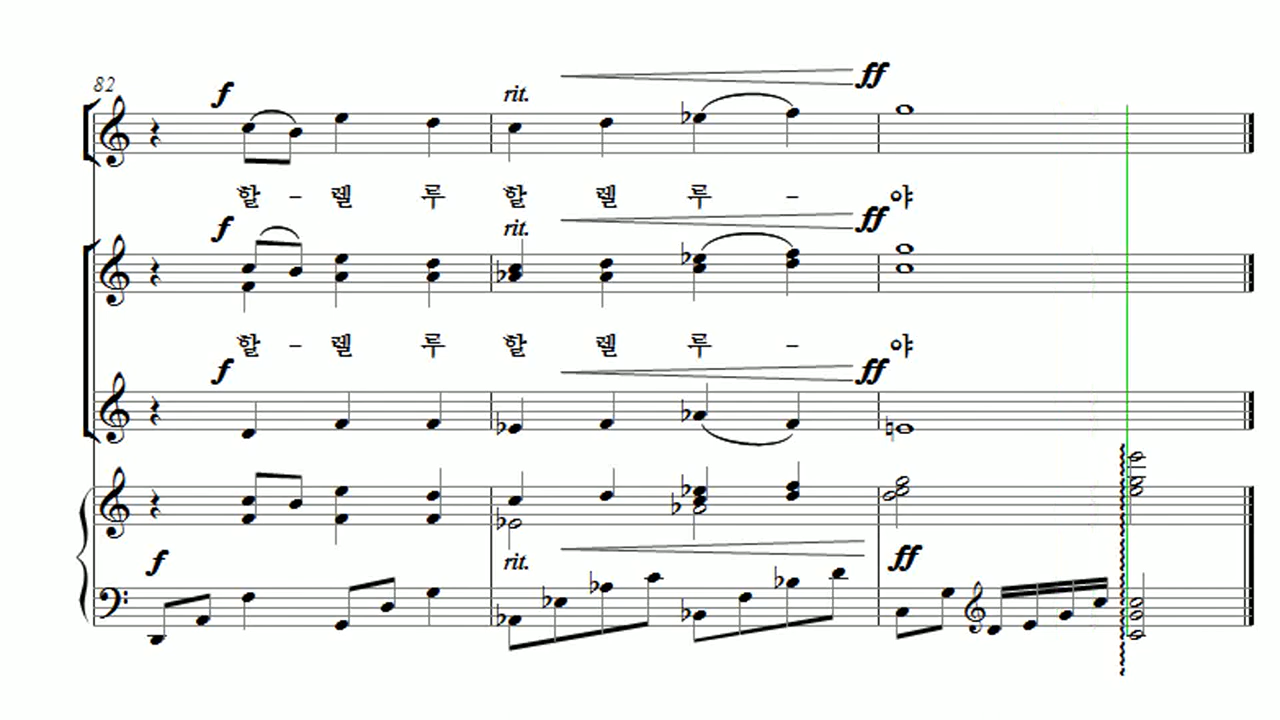 82
f
rit.
ff
할 - 렐 루 할 렐 루 - 야
f
rit.
ff
할 - 렐 루 할 렐 루 - 야
f
ff
f
rit.
ff